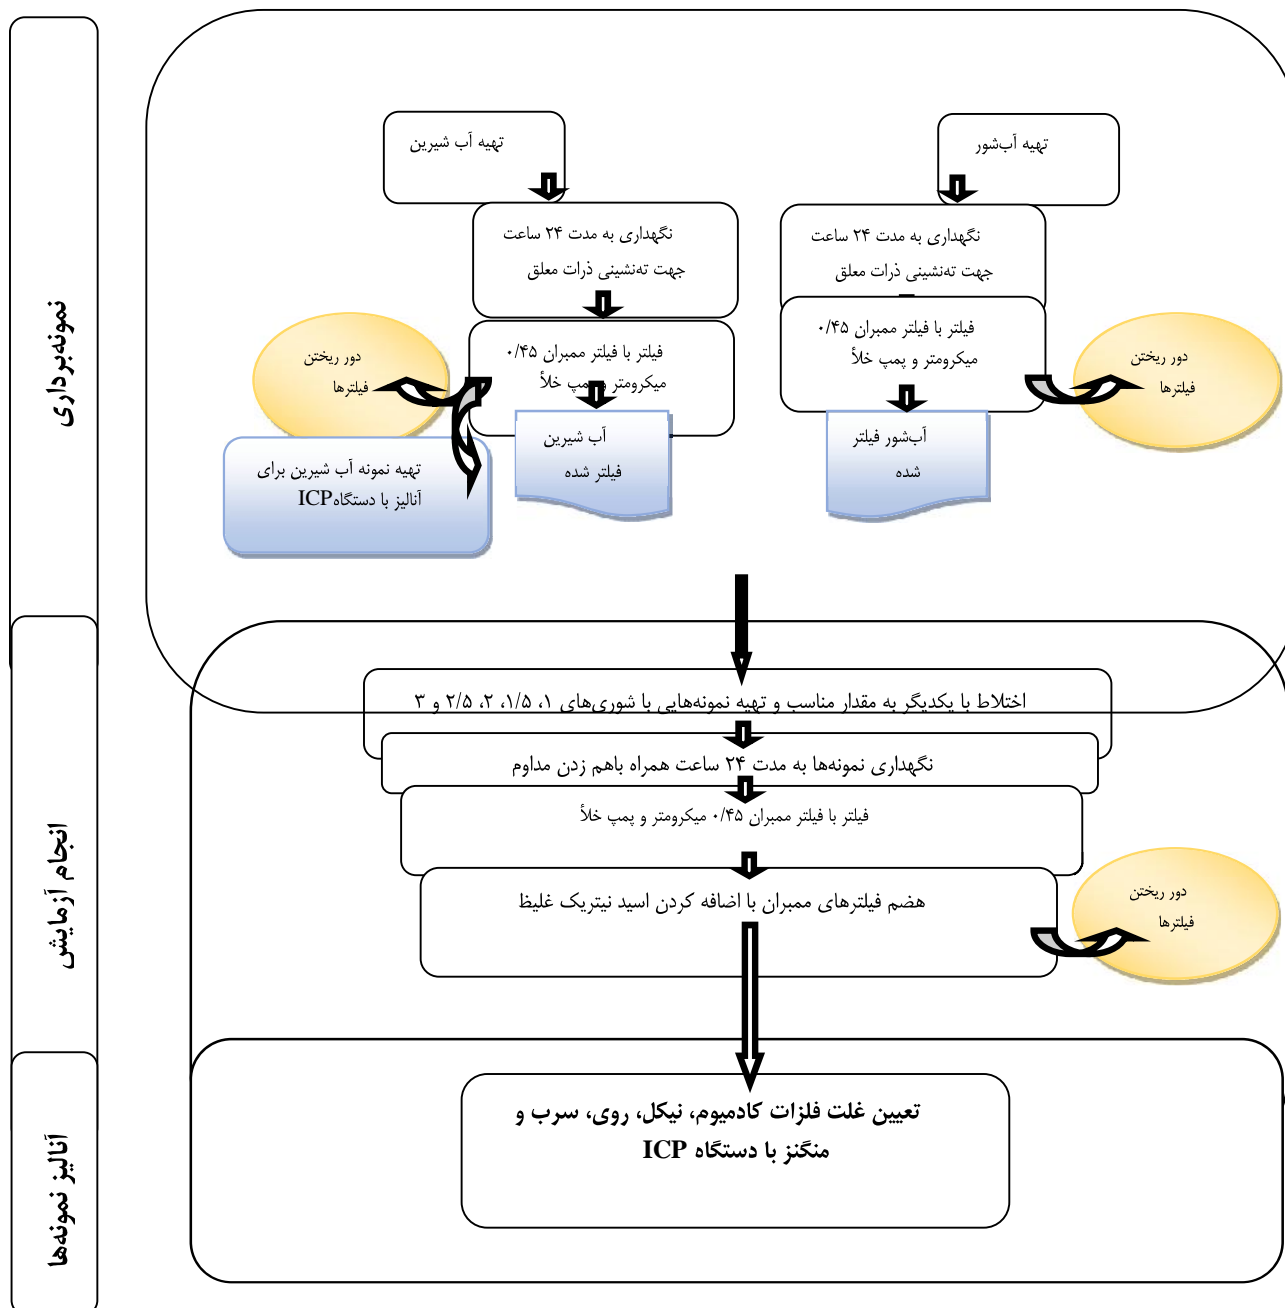 نمونه‌برداری
تهیه آب‌شور
نگهداری به مدت ۲۴ ساعت
جهت ته‌نشینی ذرات معلق
فیلتر با فیلتر ممبران ۰/۴۵
میکرومتر و پمپ خلأ
دور ریختن
فیلترها
آب‌شور فیلتر
شده
تهیه آب شیرین
نگهداری به مدت ۲۴ ساعت
جهت ته‌نشینی ذرات معلق
فیلتر با فیلتر ممبران ۰/۴۵
میکرومتر و پمپ خلأ
دور ریختن
فیلترها
آب شیرین
فیلتر شده
تهیه نمونه آب شیرین برای
آنالیز با دستگاه ICP
انجام آزمایش
اختلاط با یکدیگر به مقدار مناسب و تهیه نمونه‌هایی با شوری‌های ۱، ۱/۵، ۲، ۲/۵ و ۳
نگهداری نمونه‌ها به مدت ۲۴ ساعت همراه باهم زدن مداوم
فیلتر با فیلتر ممبران ۰/۴۵ میکرومتر و پمپ خلأ
هضم فیلترهای ممبران با اضافه کردن اسید نیتریک غلیظ
دور ریختن
فیلترها
آنالیز نمونه‌ها
تعیین غلت فلزات کادمیوم، نیکل، روی، سرب و
منگنز با دستگاه ICP